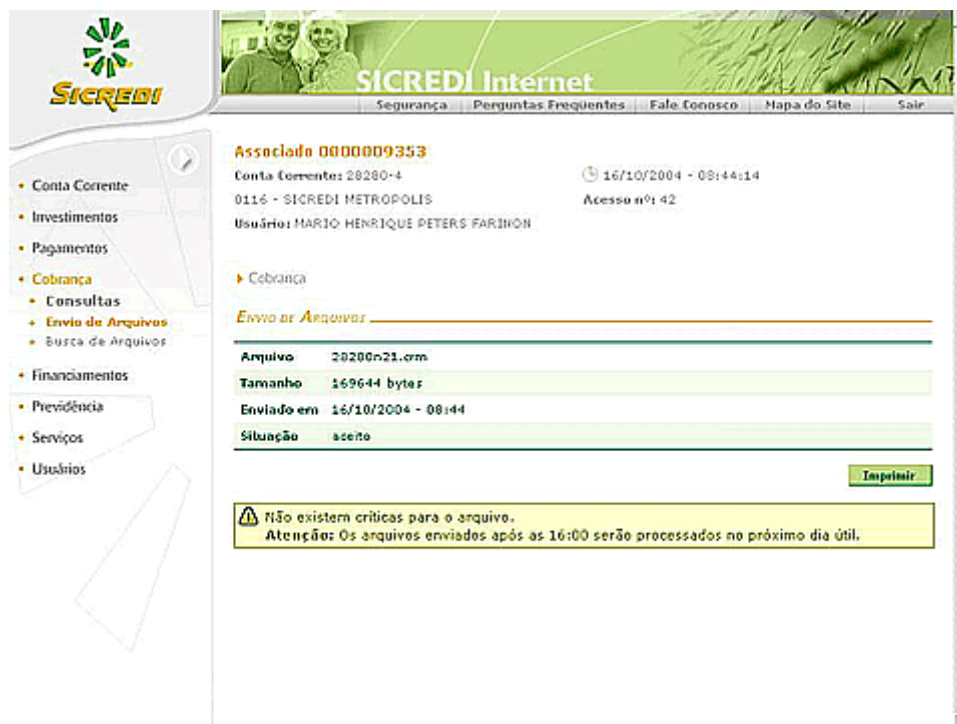 SICREDI
SICREDI Internet
Segurança Perguntas Freqüentes Fale Conosco Mapa do Site Sair
Associado 0000009353
Conta Corrente: 28280-4 16/10/2004 - 08:44:14
0116 - SICREDI METROPOLIS Acesso nº: 42
Usuário: MARIO HENRIQUE PETERS FARINON
Conta Corrente
Investimentos
Pagamentos
Cobrança
Consultas
Envio de Arquivos
Busca de Arquivos
Financiamentos
Previdência
Serviços
Usuários
Cobrança
ENVIO DE ARQUIVOS
Arquivo 28280n21.crm
Tamanho 169644 bytes
Enviado em 16/10/2004 - 08:44
Situação aceito
Imprimir
Não existem críticas para o arquivo.
Atenção: Os arquivos enviados após as 16:00 serão processados no próximo dia útil.